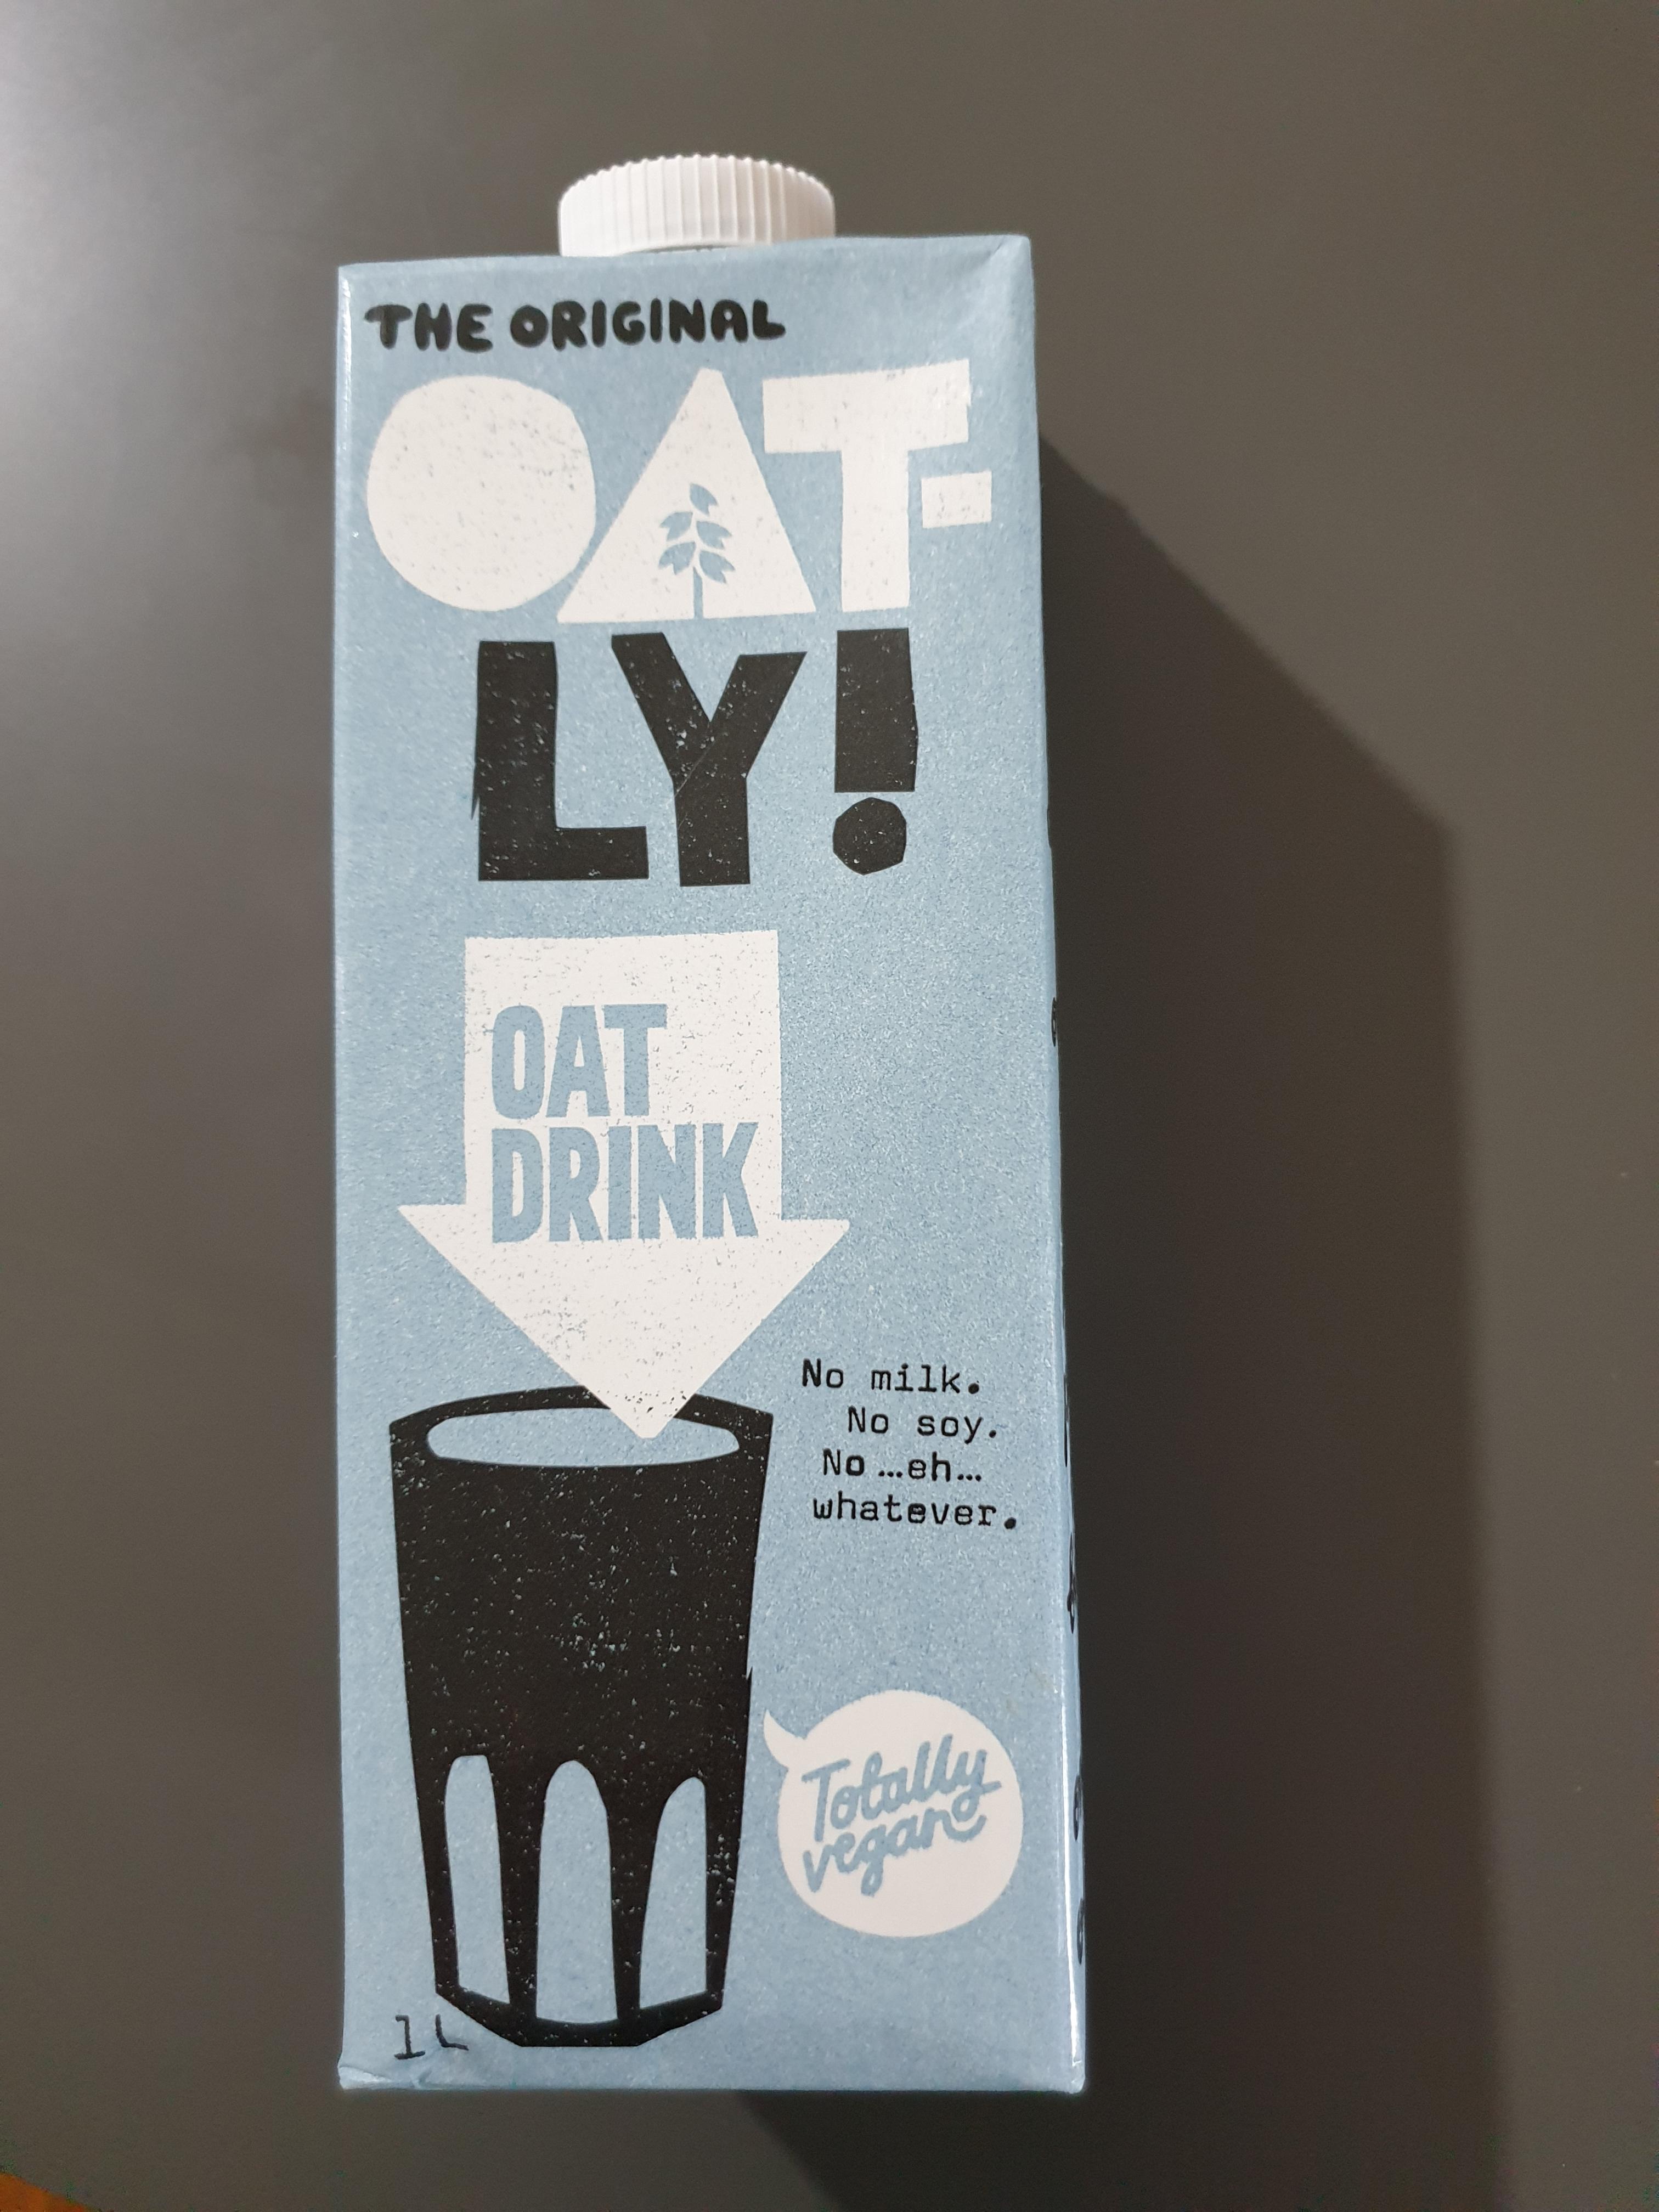 THE ORIGINAL
OAT-
LY!
OAT
DRINK
No milk.
No soy.
No ...eh...
whatever.
Totally
vegan
1L